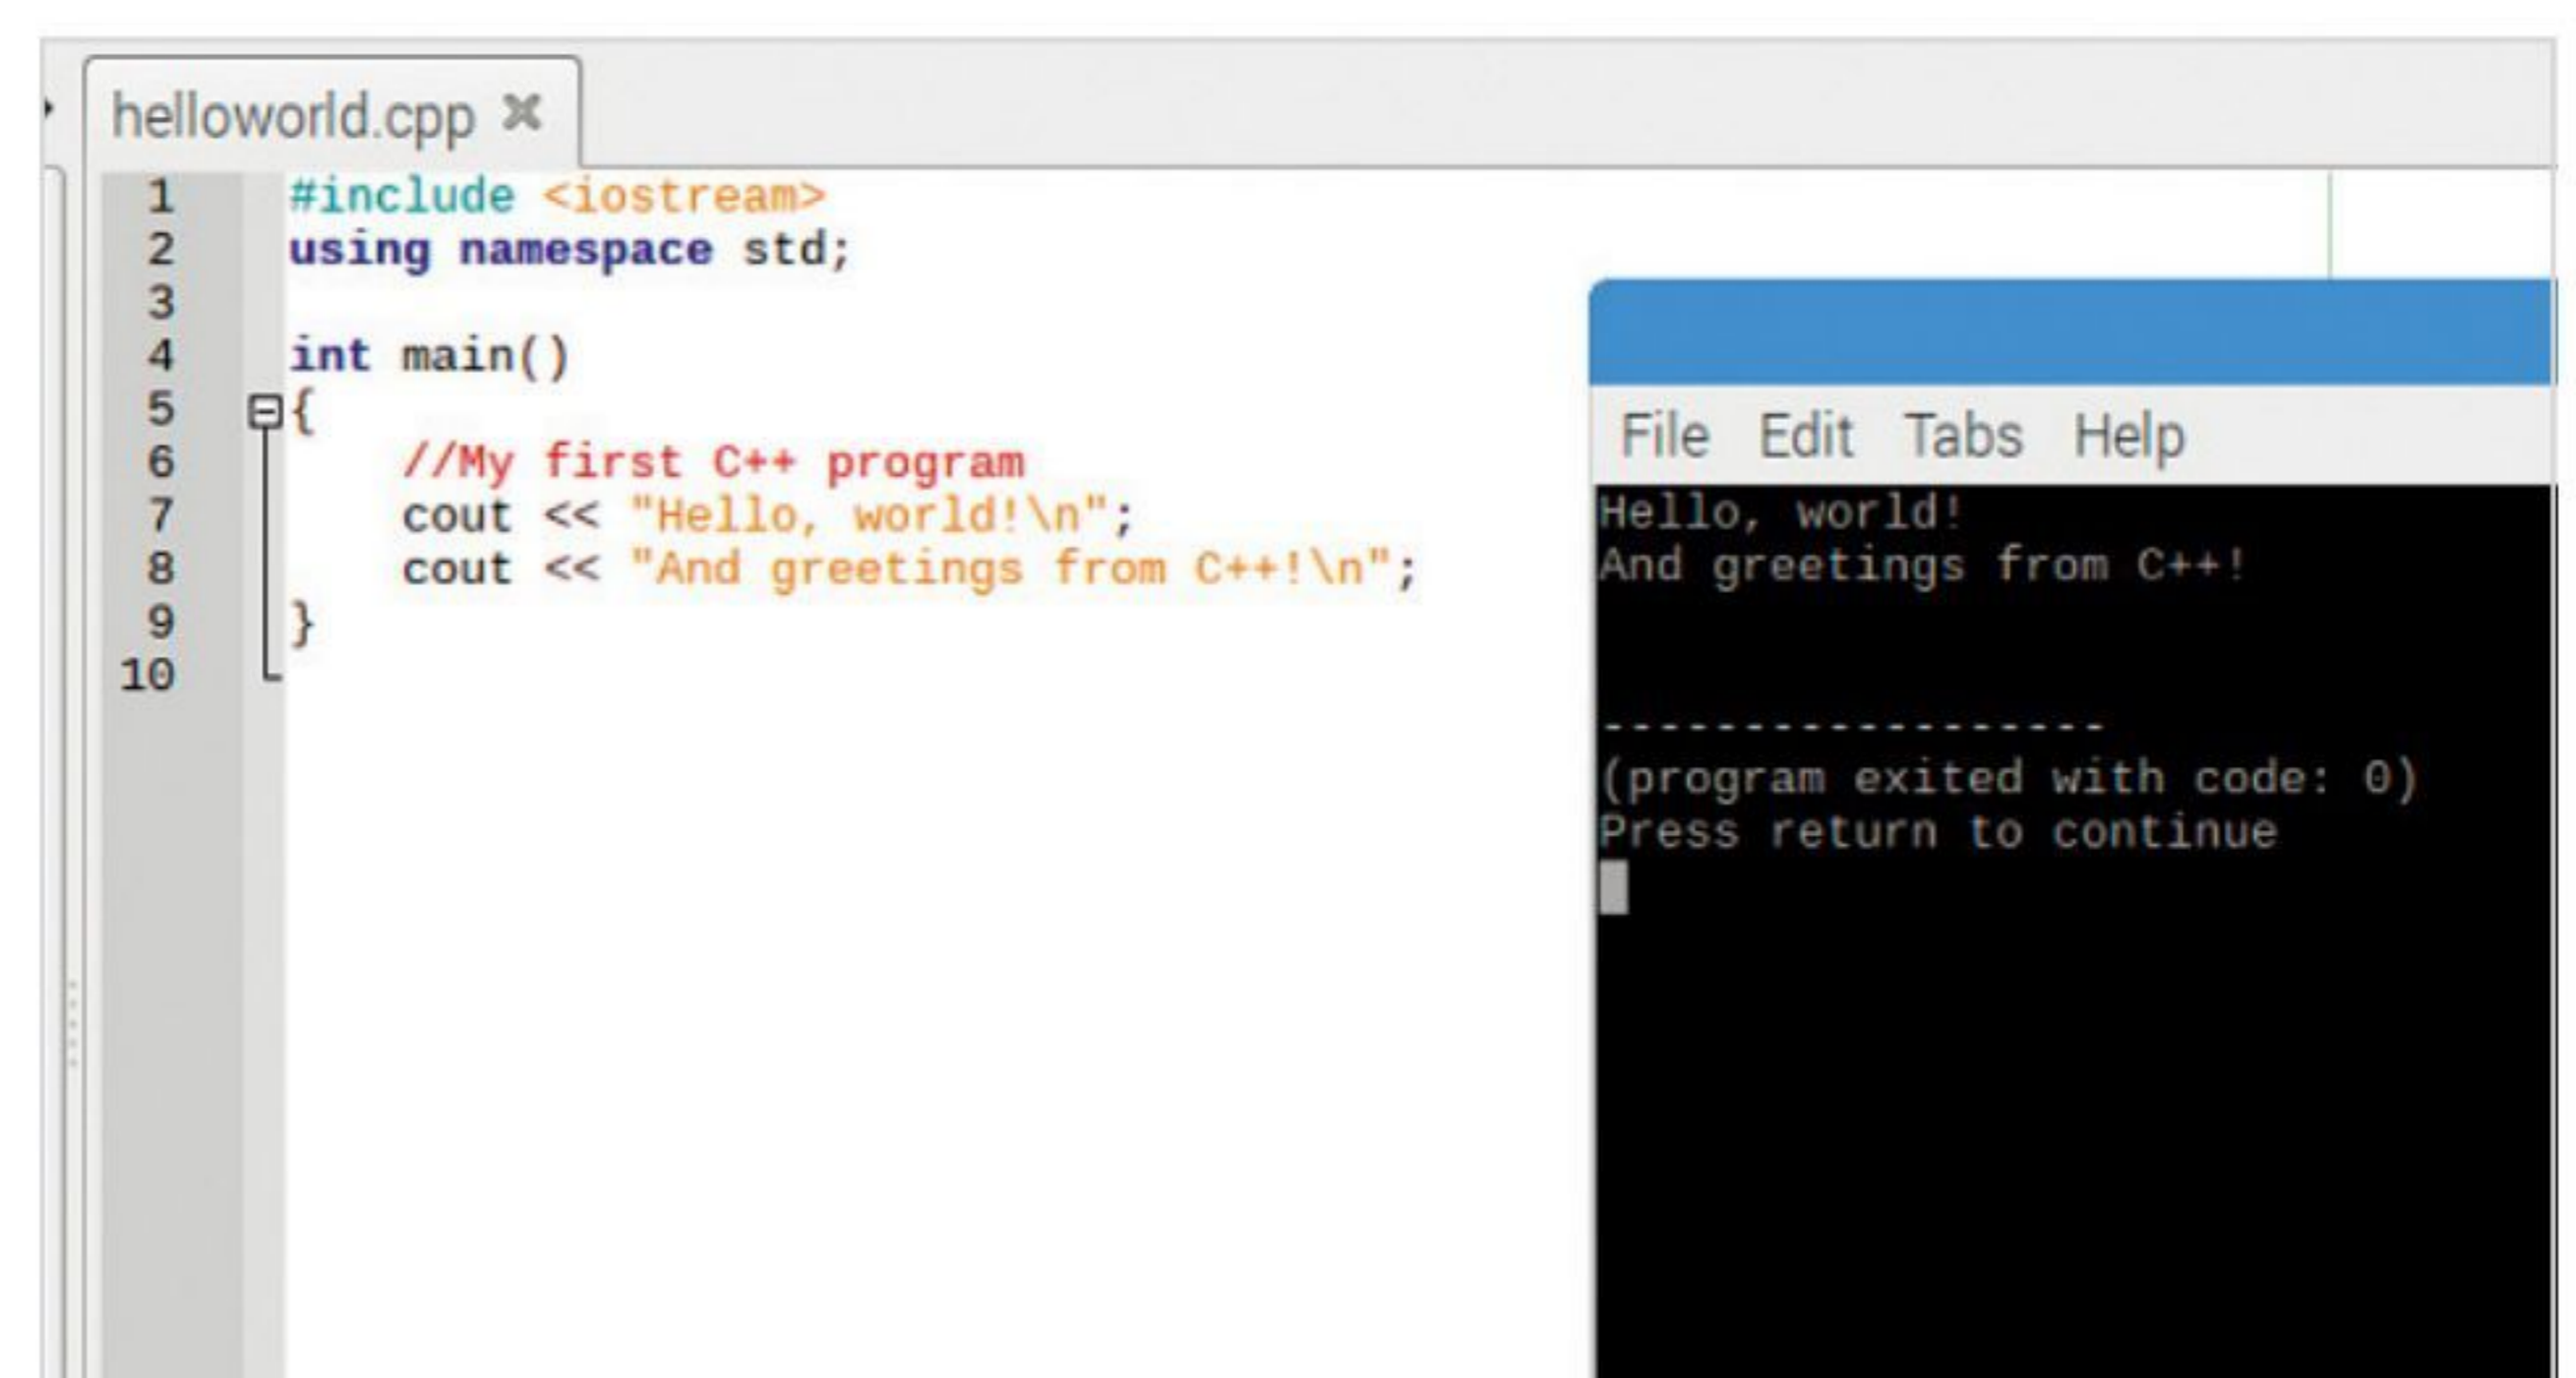 helloworld.cpp
1 #include <iostream>
2 using namespace std;
3
4 int main()
5 {
6 //My first C++ program
7 cout << "Hello, world!\n";
8 cout << "And greetings from C++!\n";
9 }
10
File Edit Tabs Help
Hello, world!
And greetings from C++!
------------------
(program exited with code: 0)
Press return to continue